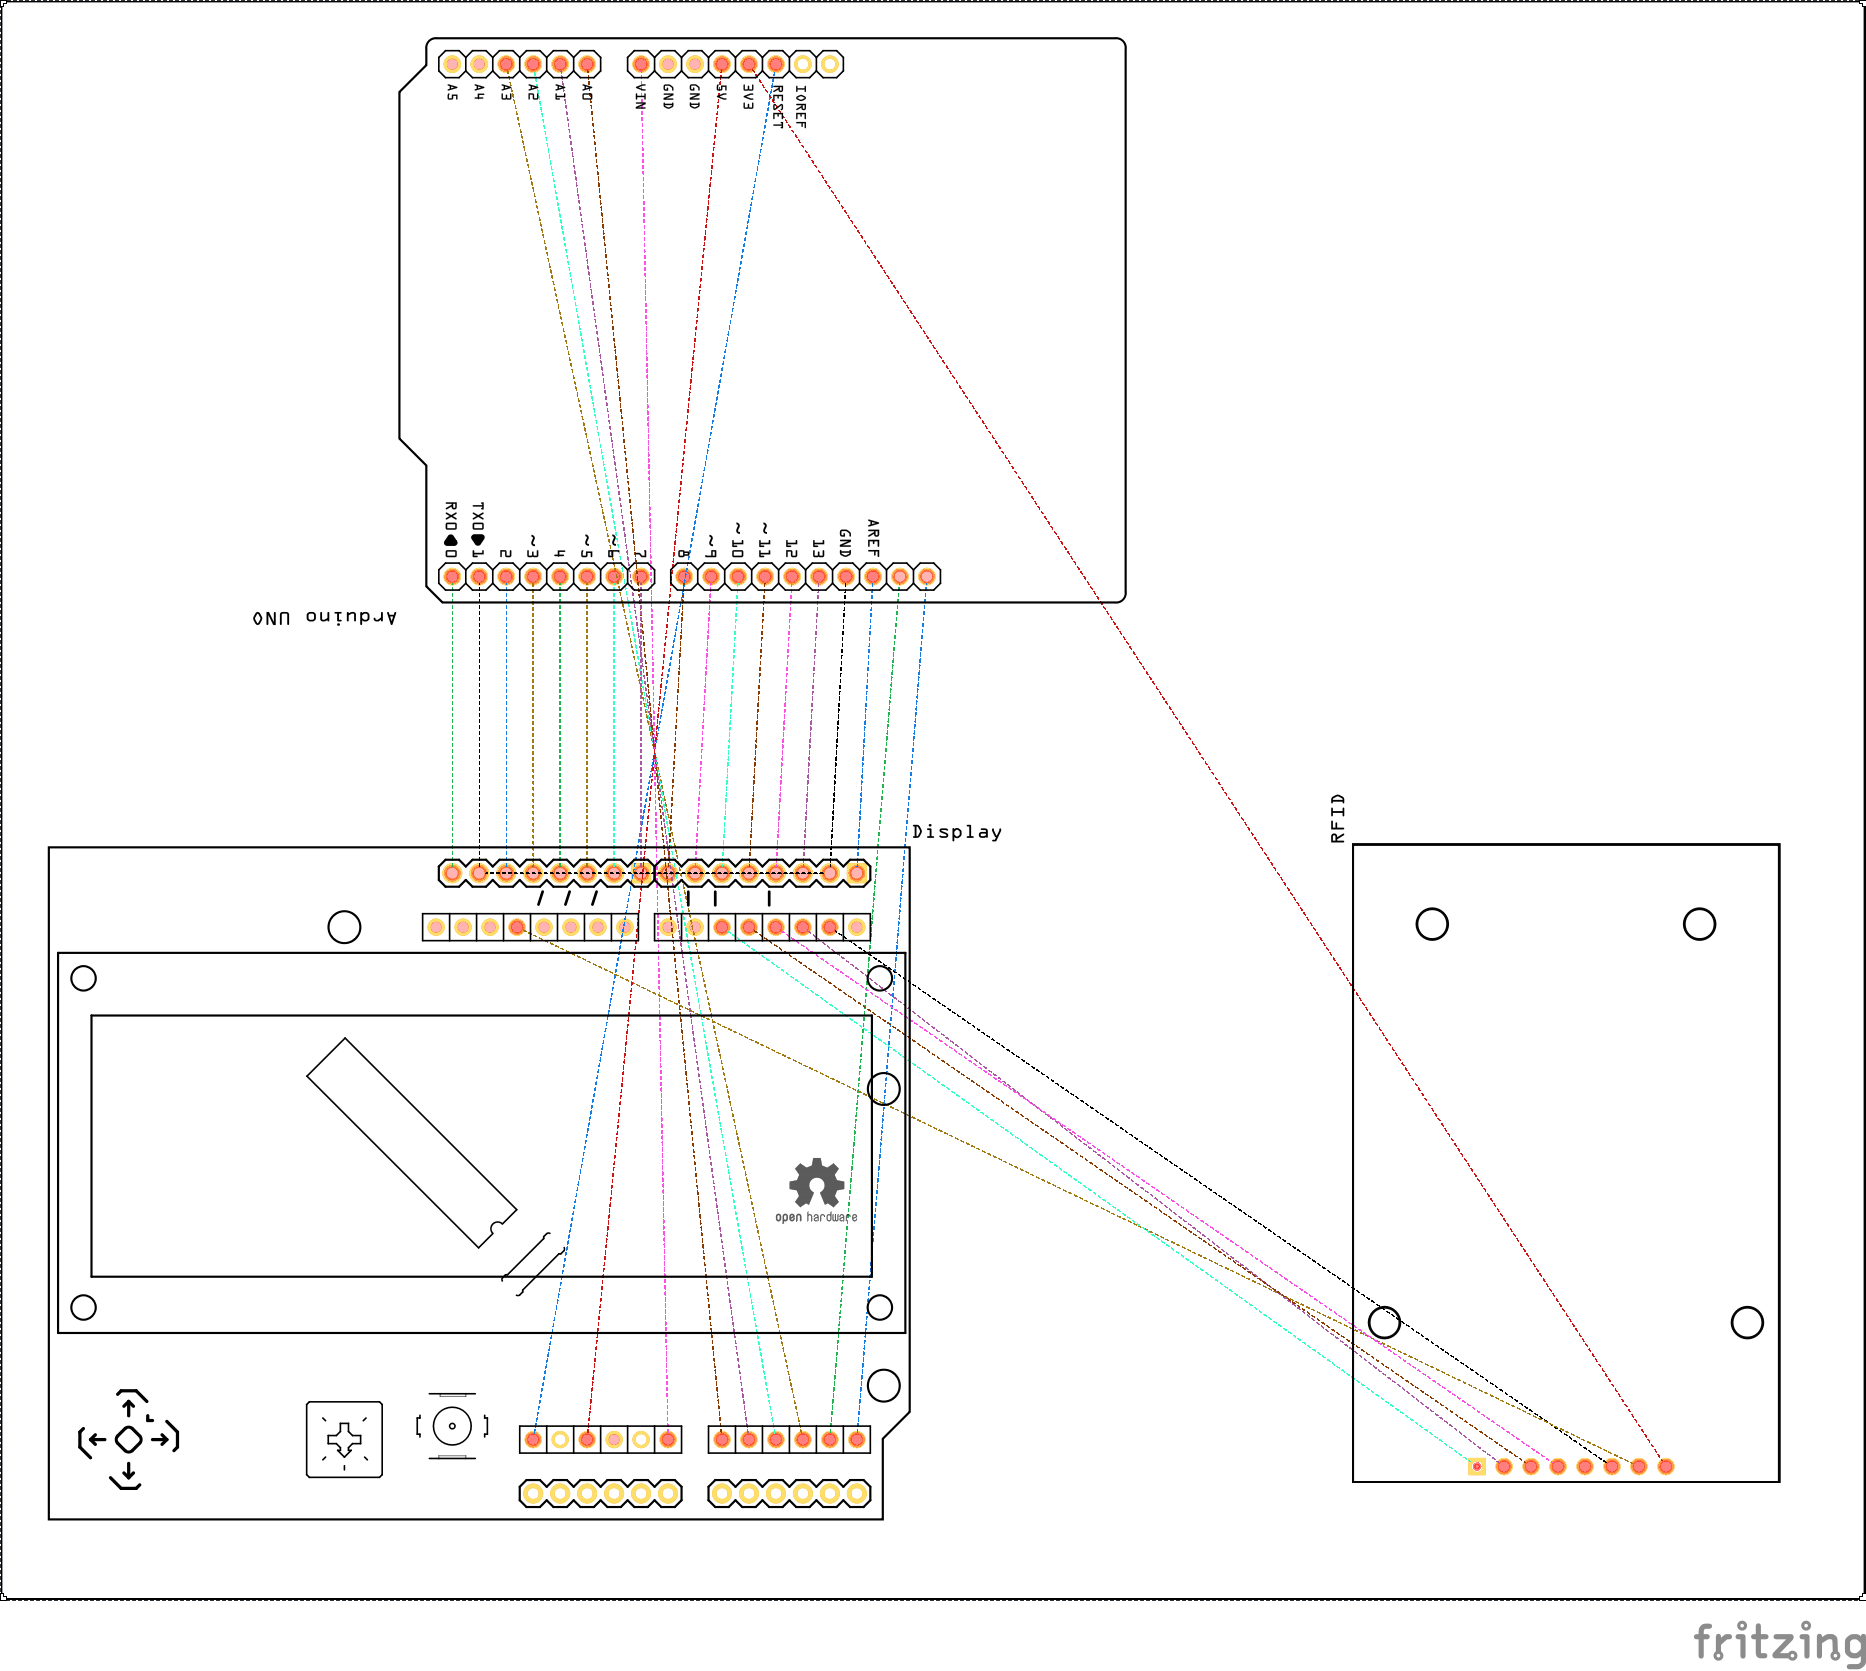 A5 A4 A3 A2 A1 A0 VIN GND GND 5V 3V3 RESET IOREF
RX0 TX0
0 1 2 ~3 4 ~5 ~6 7 8 ~9 ~10 ~11 12 13 GND AREF
Arduino UNO
Display
RFID
open hardware
fritzing